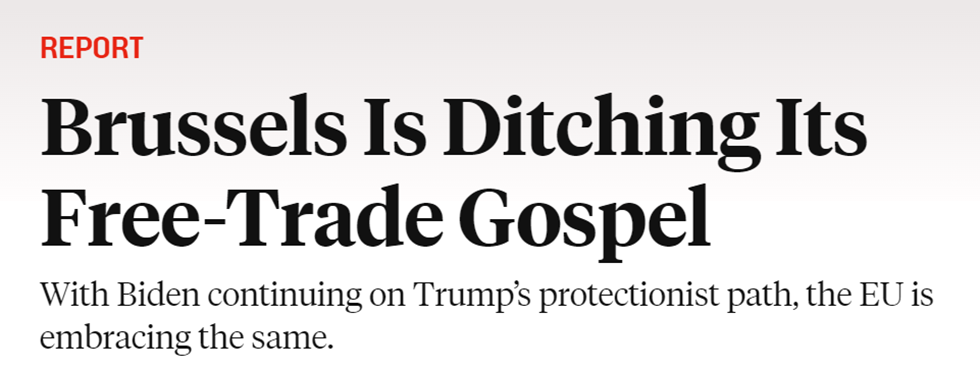 REPORT
Brussels Is Ditching Its
Free-Trade Gospel
With Biden continuing on Trump’s protectionist path, the EU is
embracing the same.